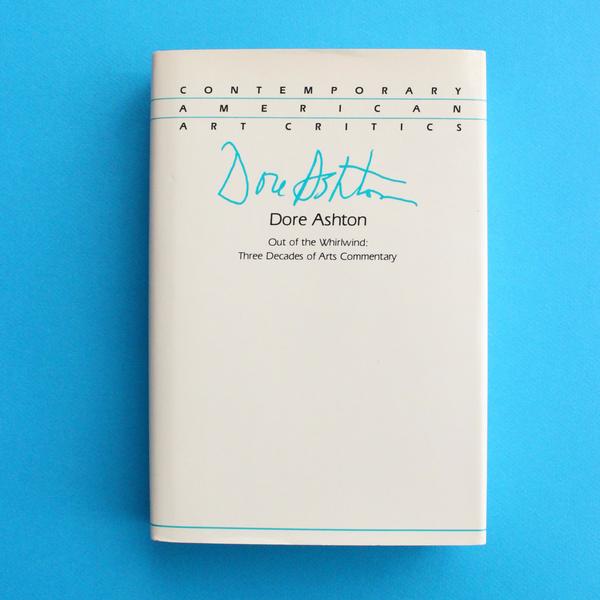 CONTEMPORARY
AMERICAN
ART CRITICS
Dore Ashton
Dore Ashton
Out of the Whirlwind:
Three Decades of Arts Commentary